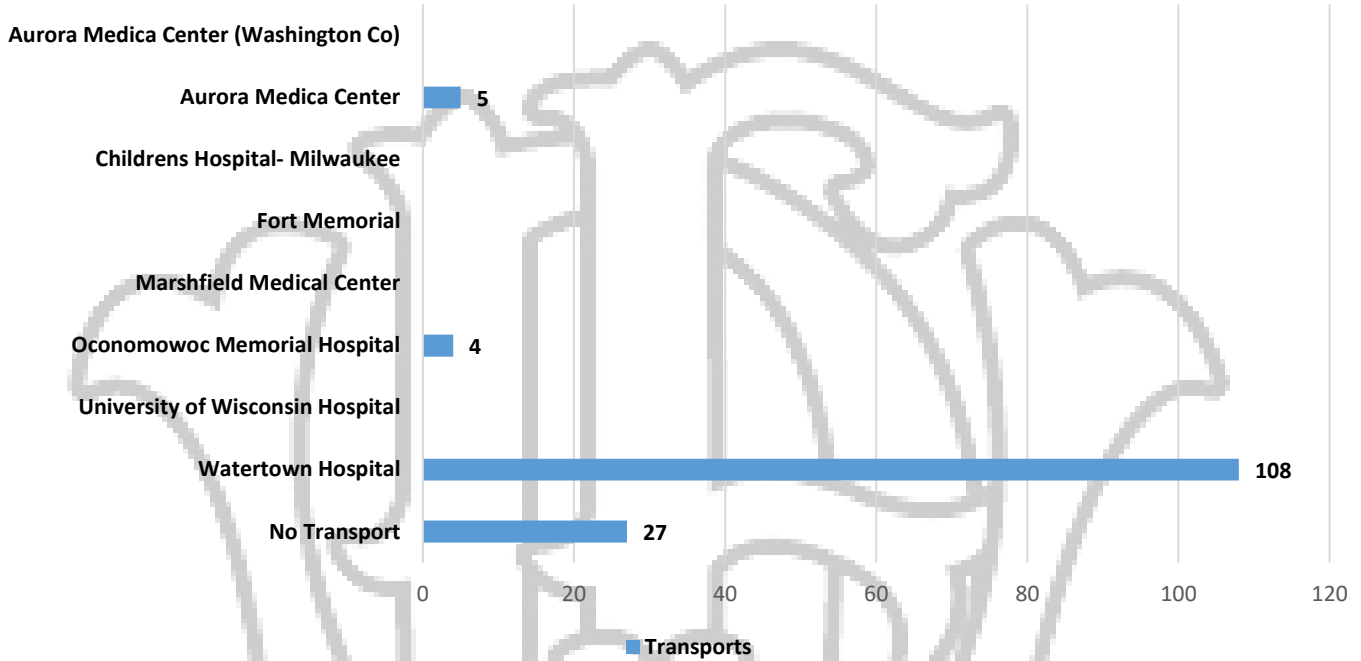 Aurora Medica Center (Washington Co)
Aurora Medica Center
5
Childrens Hospital- Milwaukee
Fort Memorial
Marshfield Medical Center
Oconomowoc Memorial Hospital
4
University of Wisconsin Hospital
Watertown Hospital
108
No Transport
27
0 20 40 60 80 100 120
Transports